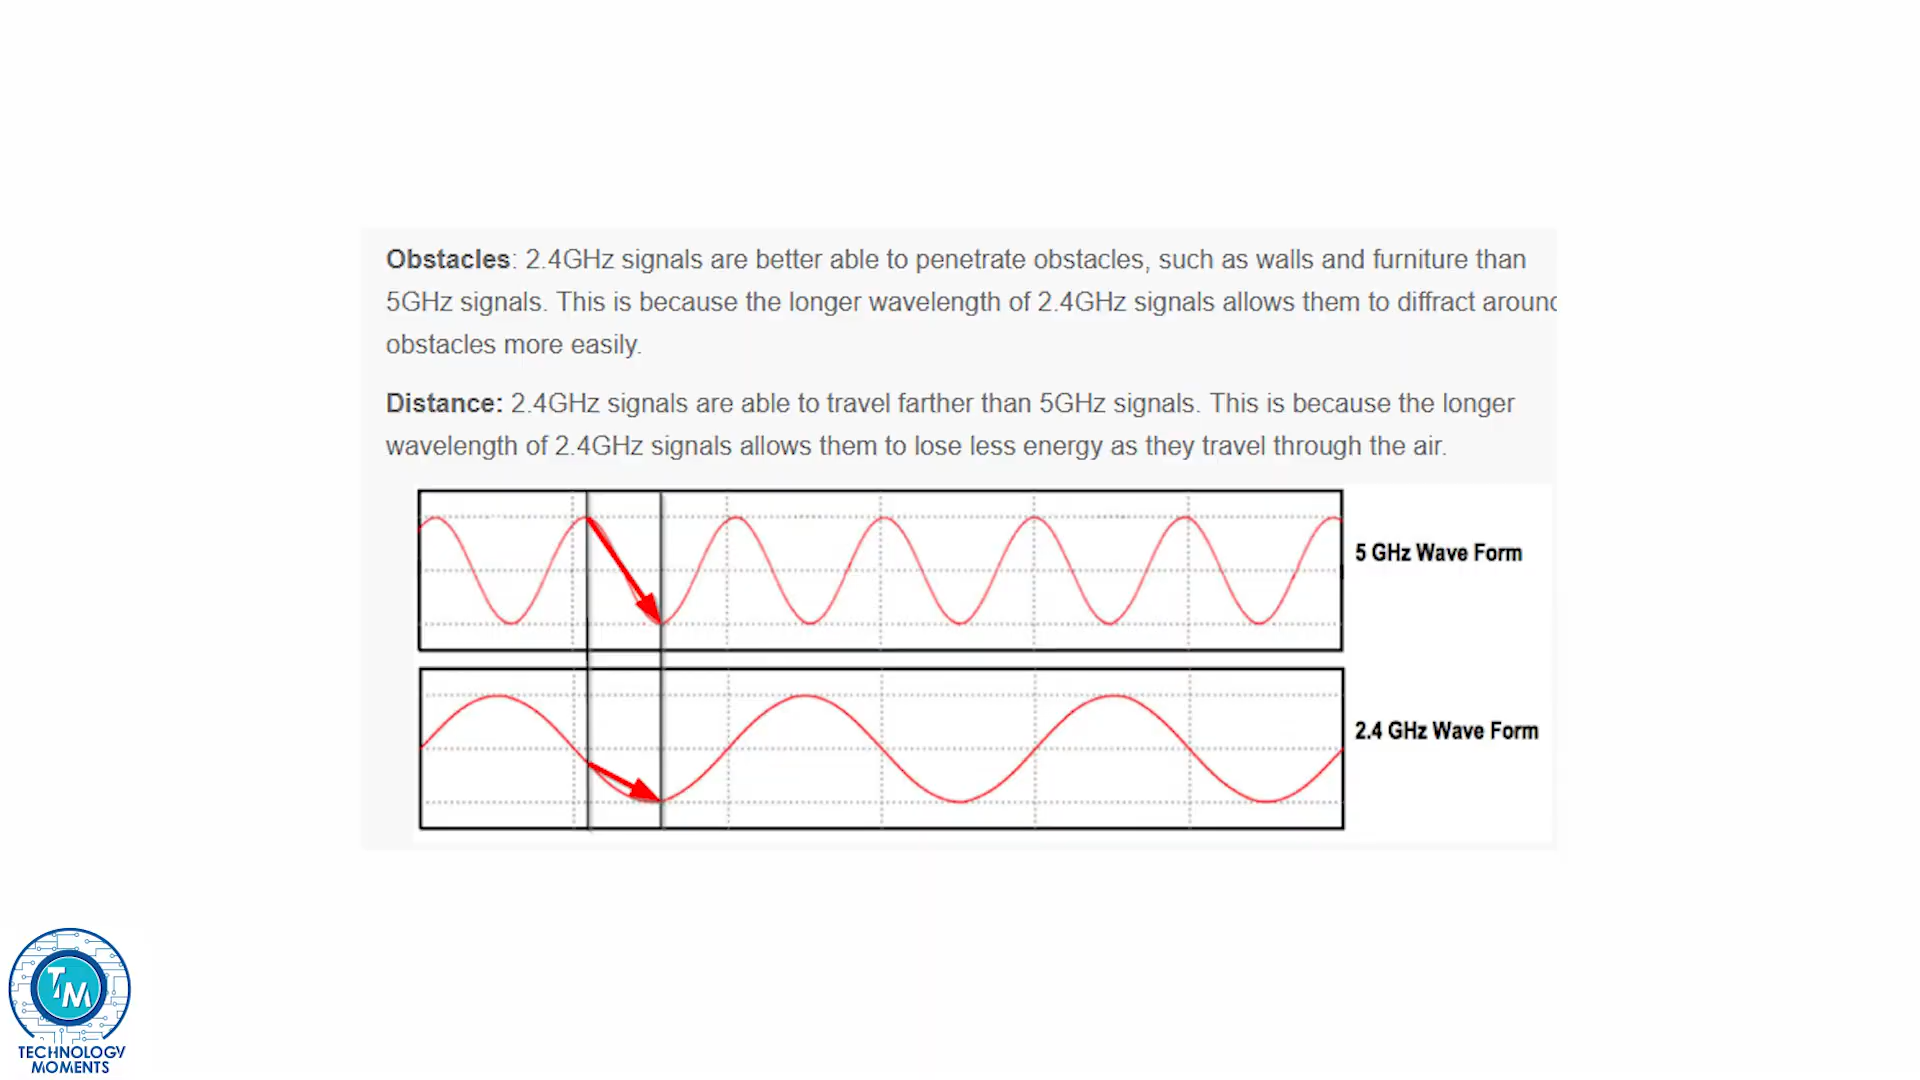 Obstacles: 2.4GHz signals are better able to penetrate obstacles, such as walls and furniture than
5GHz signals. This is because the longer wavelength of 2.4GHz signals allows them to diffract around
obstacles more easily.
Distance: 2.4GHz signals are able to travel farther than 5GHz signals. This is because the longer
wavelength of 2.4GHz signals allows them to lose less energy as they travel through the air.
5 GHz Wave Form
2.4 GHz Wave Form
TM
TECHNOLOGY
MOMENTS